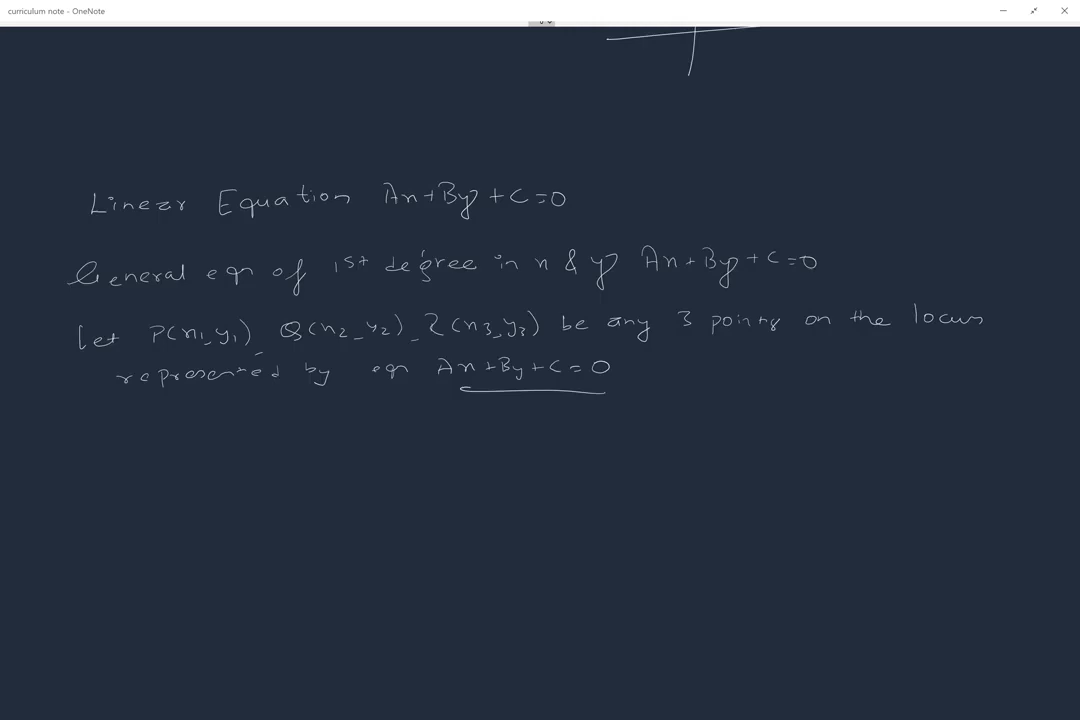 curriculum note - OneNote
Linear Equation Ax+By+C=0
General eqn of 1st degree in x & y Ax+By+C=0
Let P(x1,y1) Q(x2,y2), R(x3,y3) be any 3 points on the locus
represented by eqn Ax+By+C=0